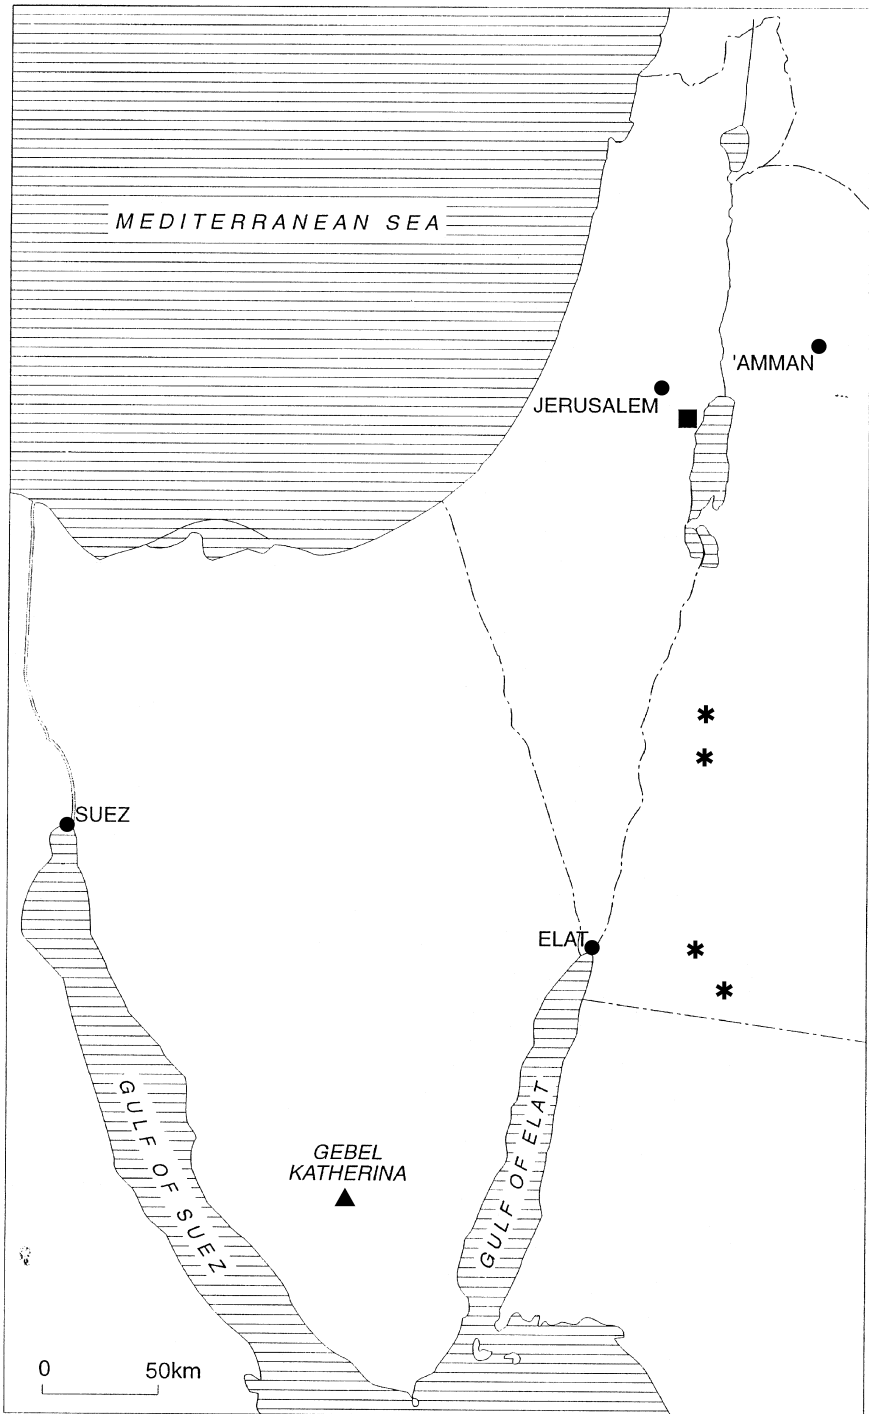 MEDITERRANEAN SEA
'AMMAN
JERUSALEM
SUEZ
ELAT
GULF OF SUEZ
GEBEL
KATHERINA
GULF OF ELAT
0 50km